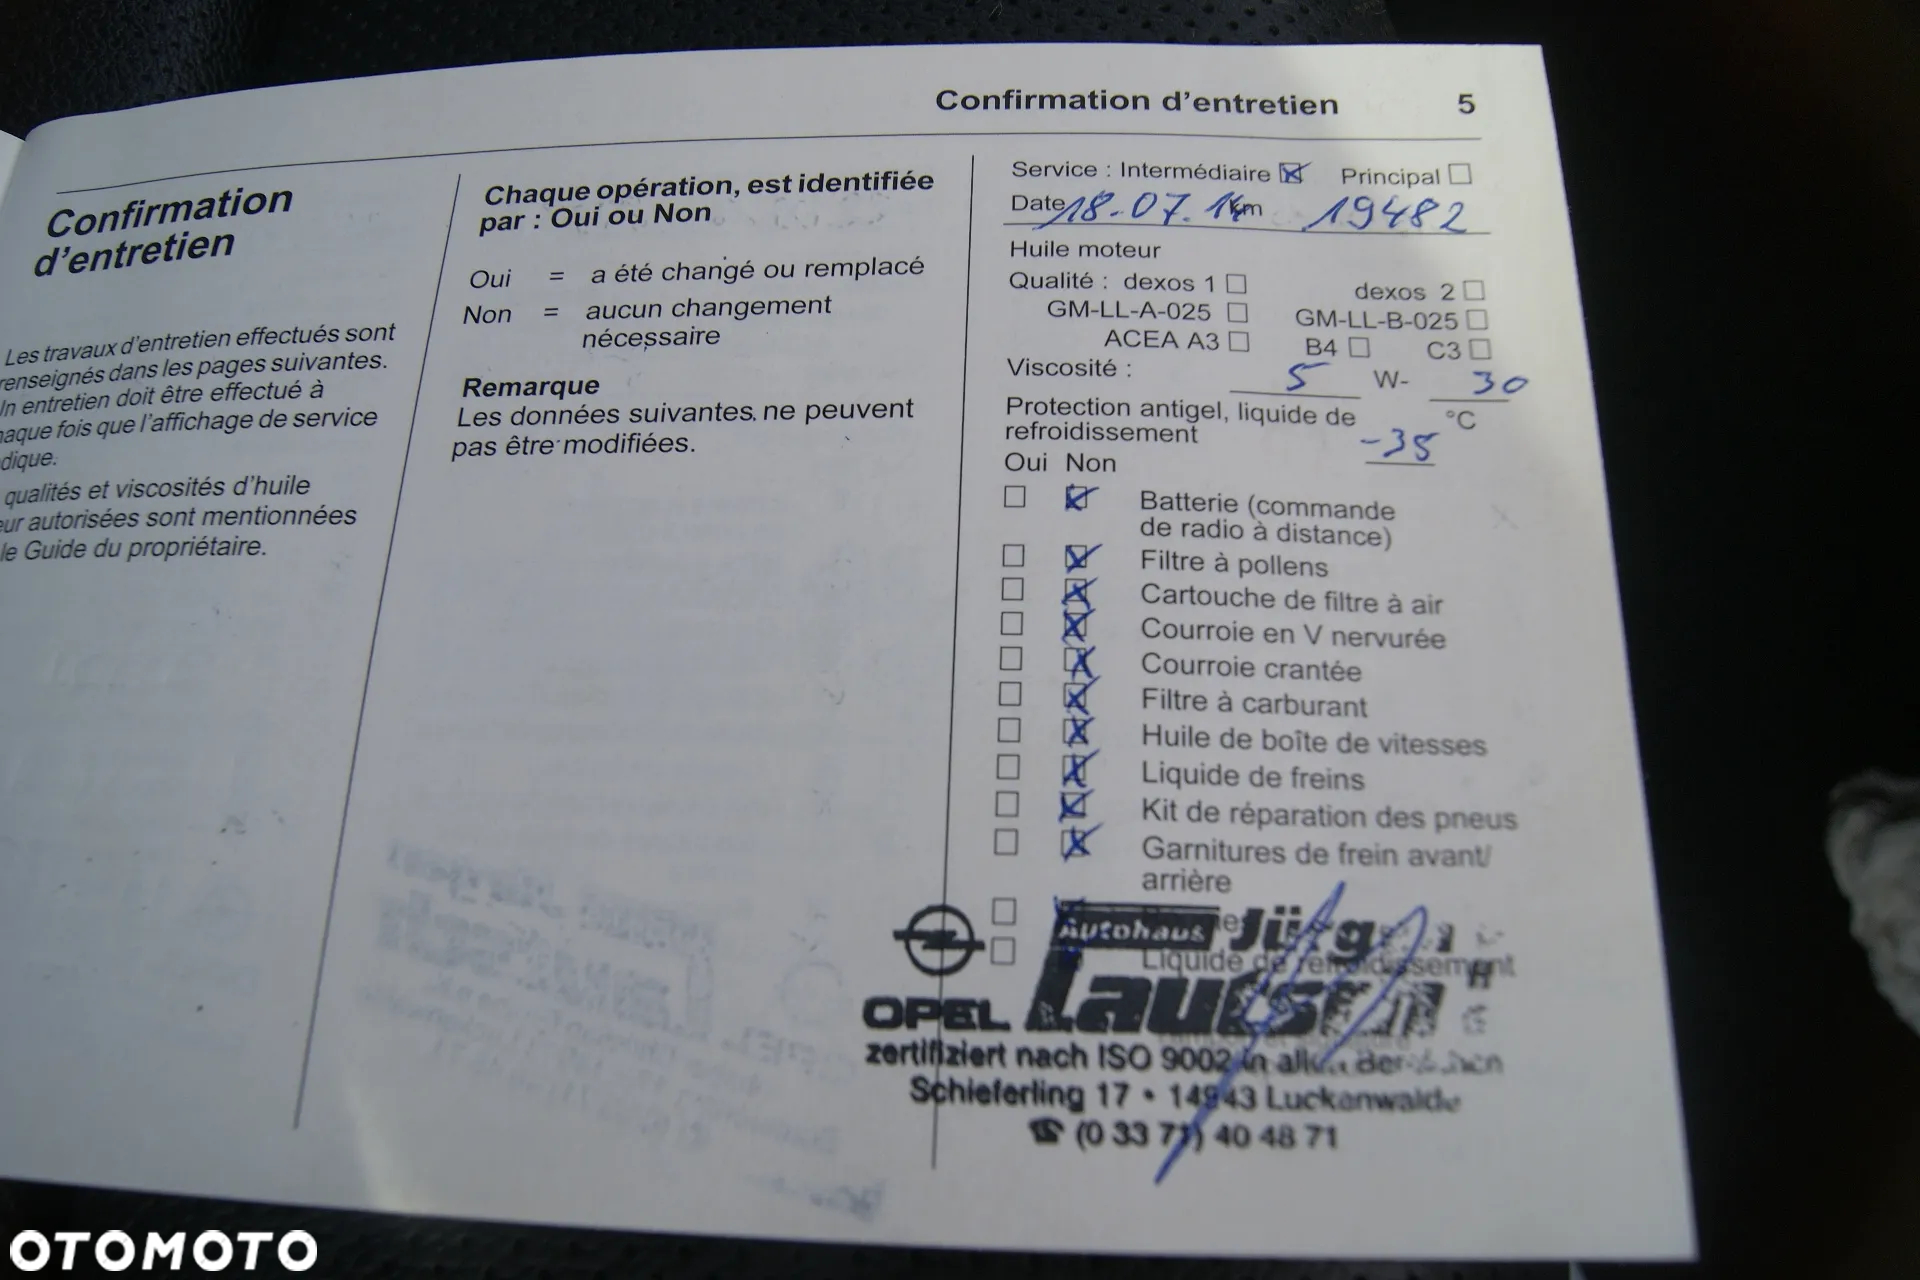 Confirmation d'entretien 5
Confirmation
d'entretien
Les travaux d'entretien effectués sont
renseignés dans les pages suivantes.
Un entretien doit être effectué à
chaque fois que l'affichage de service
dique.
qualités et viscosités d'huile
eur autorisées sont mentionnées
le Guide du propriétaire.
Chaque opération, est identifiée
par : Oui ou Non
Oui = a été changé ou remplacé
Non = aucun changement
nécessaire
Remarque
Les données suivantes ne peuvent
pas être modifiées.
Service : Intermédiaire Principal
Date 18.07.14 km 19482
Huile moteur
Qualité : dexos 1 dexos 2
GM-LL-A-025 GM-LL-B-025
ACEA A3 B4 C3
Viscosité : 5 W- 30
Protection antigel, liquide de
refroidissement -35 °C
Oui Non
Batterie (commande
de radio à distance)
Filtre à pollens
Cartouche de filtre à air
Courroie en V nervurée
Courroie crantée
Filtre à carburant
Huile de boîte de vitesses
Liquide de freins
Kit de réparation des pneus
Garnitures de frein avant/
arrière
Liquide de refroidissement
Autohaus Jürgen
OPEL
zertifiziert nach ISO 9002 in allen Bereichen
Schieferling 17 • 14943 Luckenwalde
☎ (0 33 71) 40 48 71
OTOMOTO